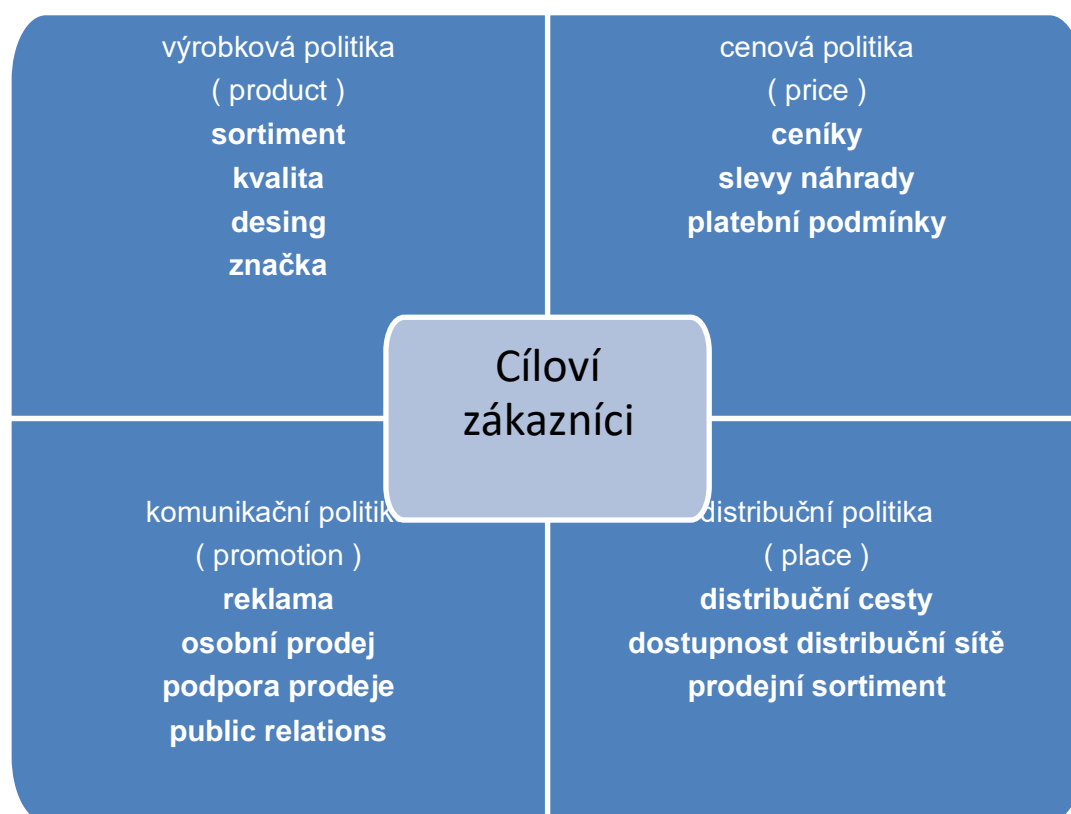 výrobková politika
( product )
sortiment
kvalita
desing
značka
cenová politika
( price )
ceníky
slevy náhrady
platební podmínky
Cíloví
zákazníci
komunikační politik
( promotion )
reklama
osobní prodej
podpora prodeje
public relations
distribuční politika
( place )
distribuční cesty
dostupnost distribuční sítě
prodejní sortiment